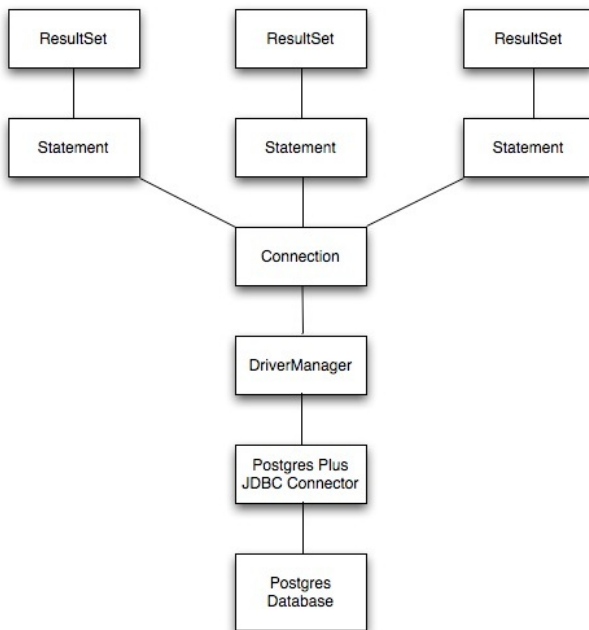 ResultSet
ResultSet
ResultSet
Statement
Statement
Statement
Connection
DriverManager
Postgres Plus
JDBC Connector
Postgres
Database